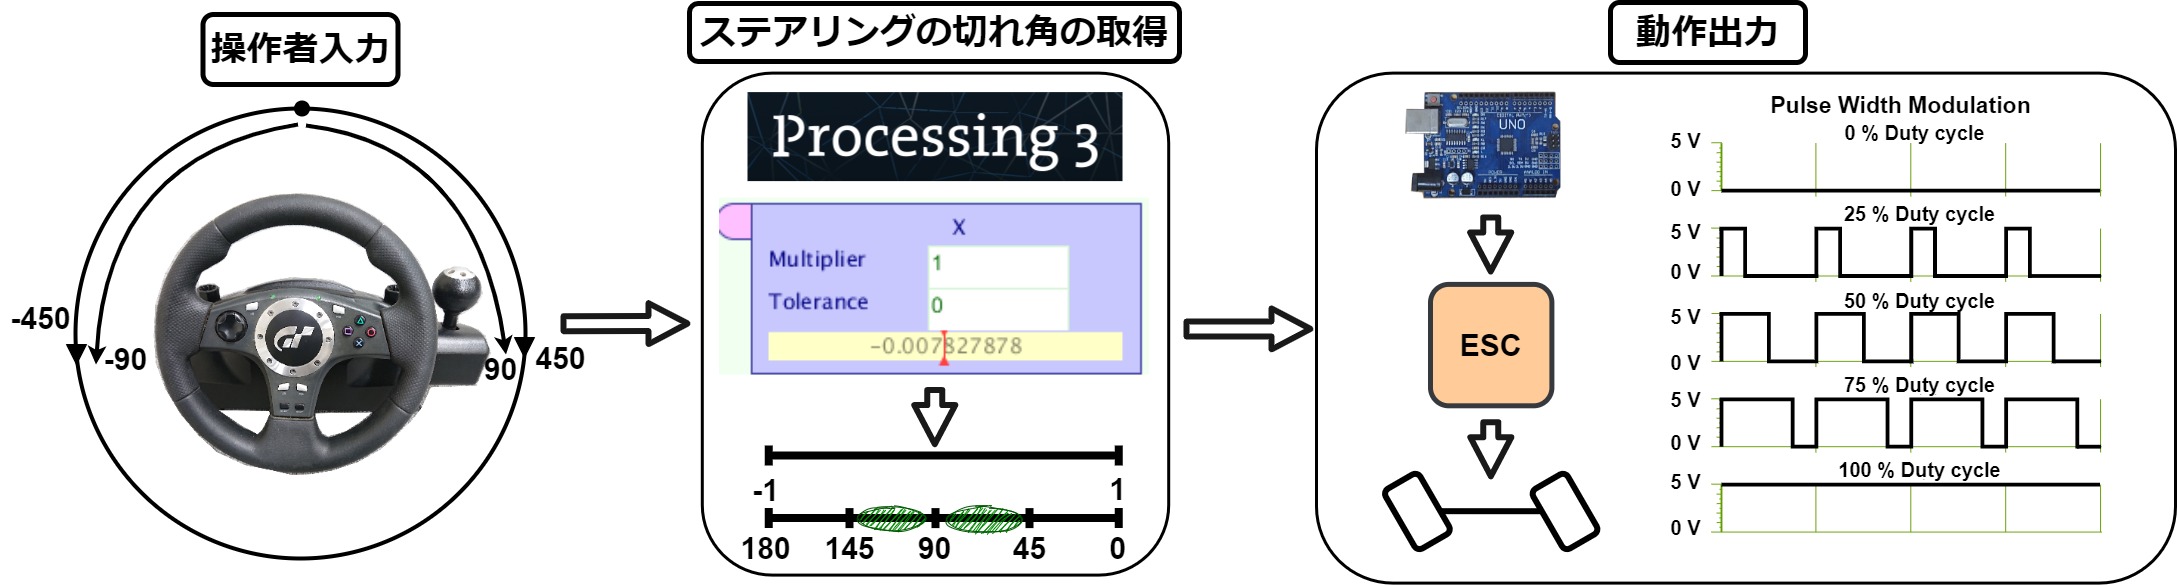 操作者入力
-450
-90
90
450
ステアリングの切れ角の取得
Processing 3
X
Multiplier
1
Tolerance
0
-0.007827878
-1
1
180
145
90
45
0
動作出力
UNO
ESC
Pulse Width Modulation
0 % Duty cycle
5 V
0 V
25 % Duty cycle
5 V
0 V
50 % Duty cycle
5 V
0 V
75 % Duty cycle
5 V
0 V
100 % Duty cycle
5 V
0 V